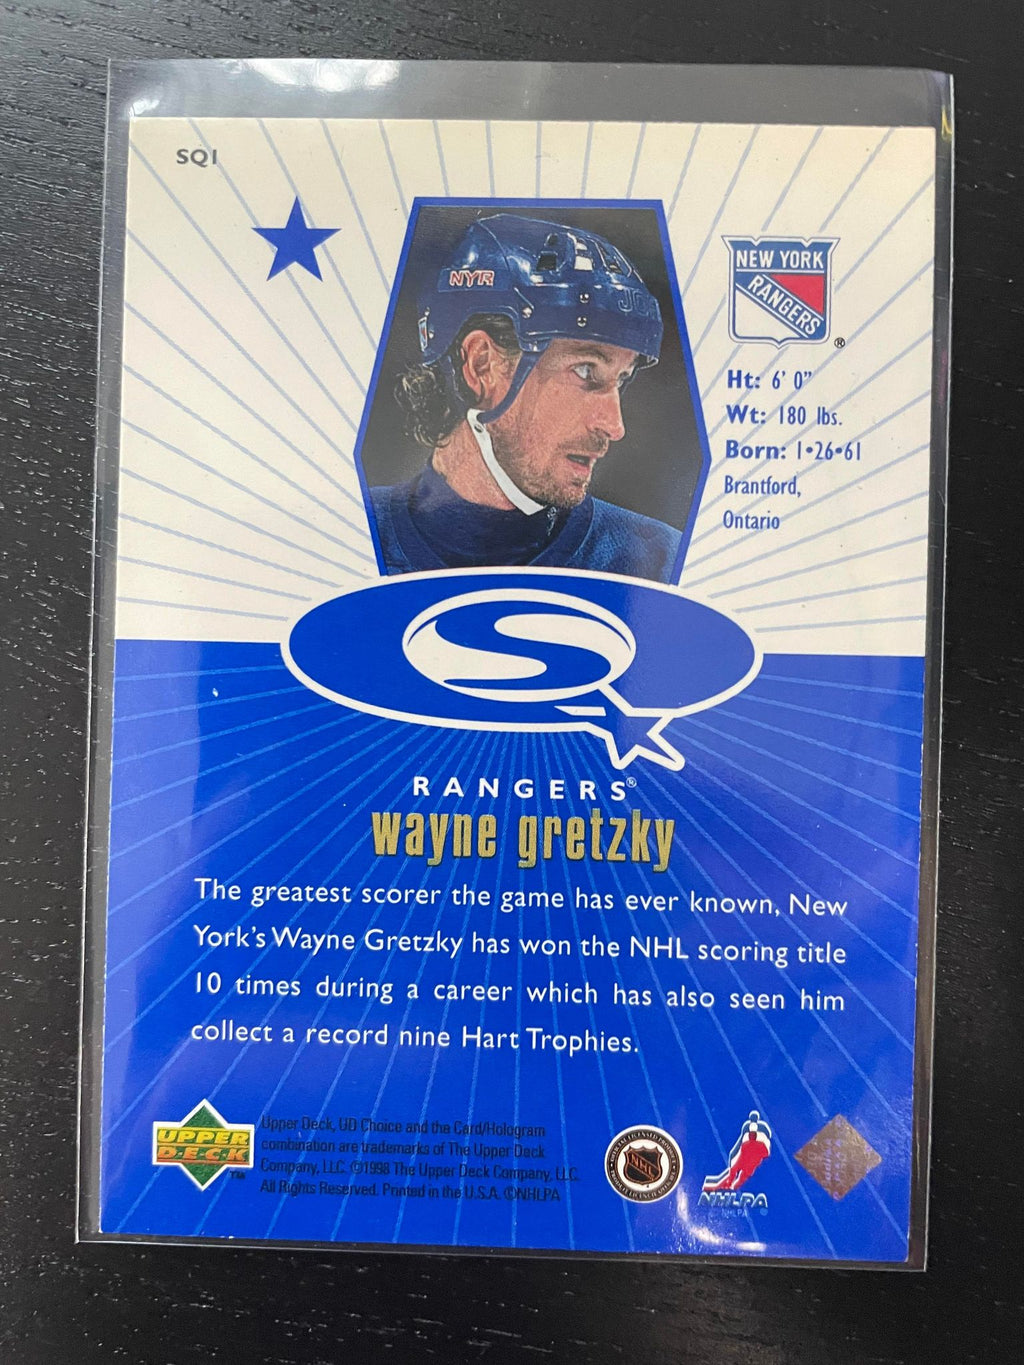 SQ1
NYR
NEW YORK
RANGERS
®
Ht: 6' 0"
Wt: 180 lbs.
Born: 1•26•61
Brantford,
Ontario
SQ
RANGERS®
wayne gretzky
The greatest scorer the game has ever known, New
York's Wayne Gretzky has won the NHL scoring title
10 times during a career which has also seen him
collect a record nine Hart Trophies.
UPPER
DECK
™
Upper Deck, UD Choice and the Card/Hologram
combination are trademarks of The Upper Deck
Company, LLC. ©1998 The Upper Deck Company, LLC.
All Rights Reserved. Printed in the U.S.A. ©NHLPA
NHL
NHLPA